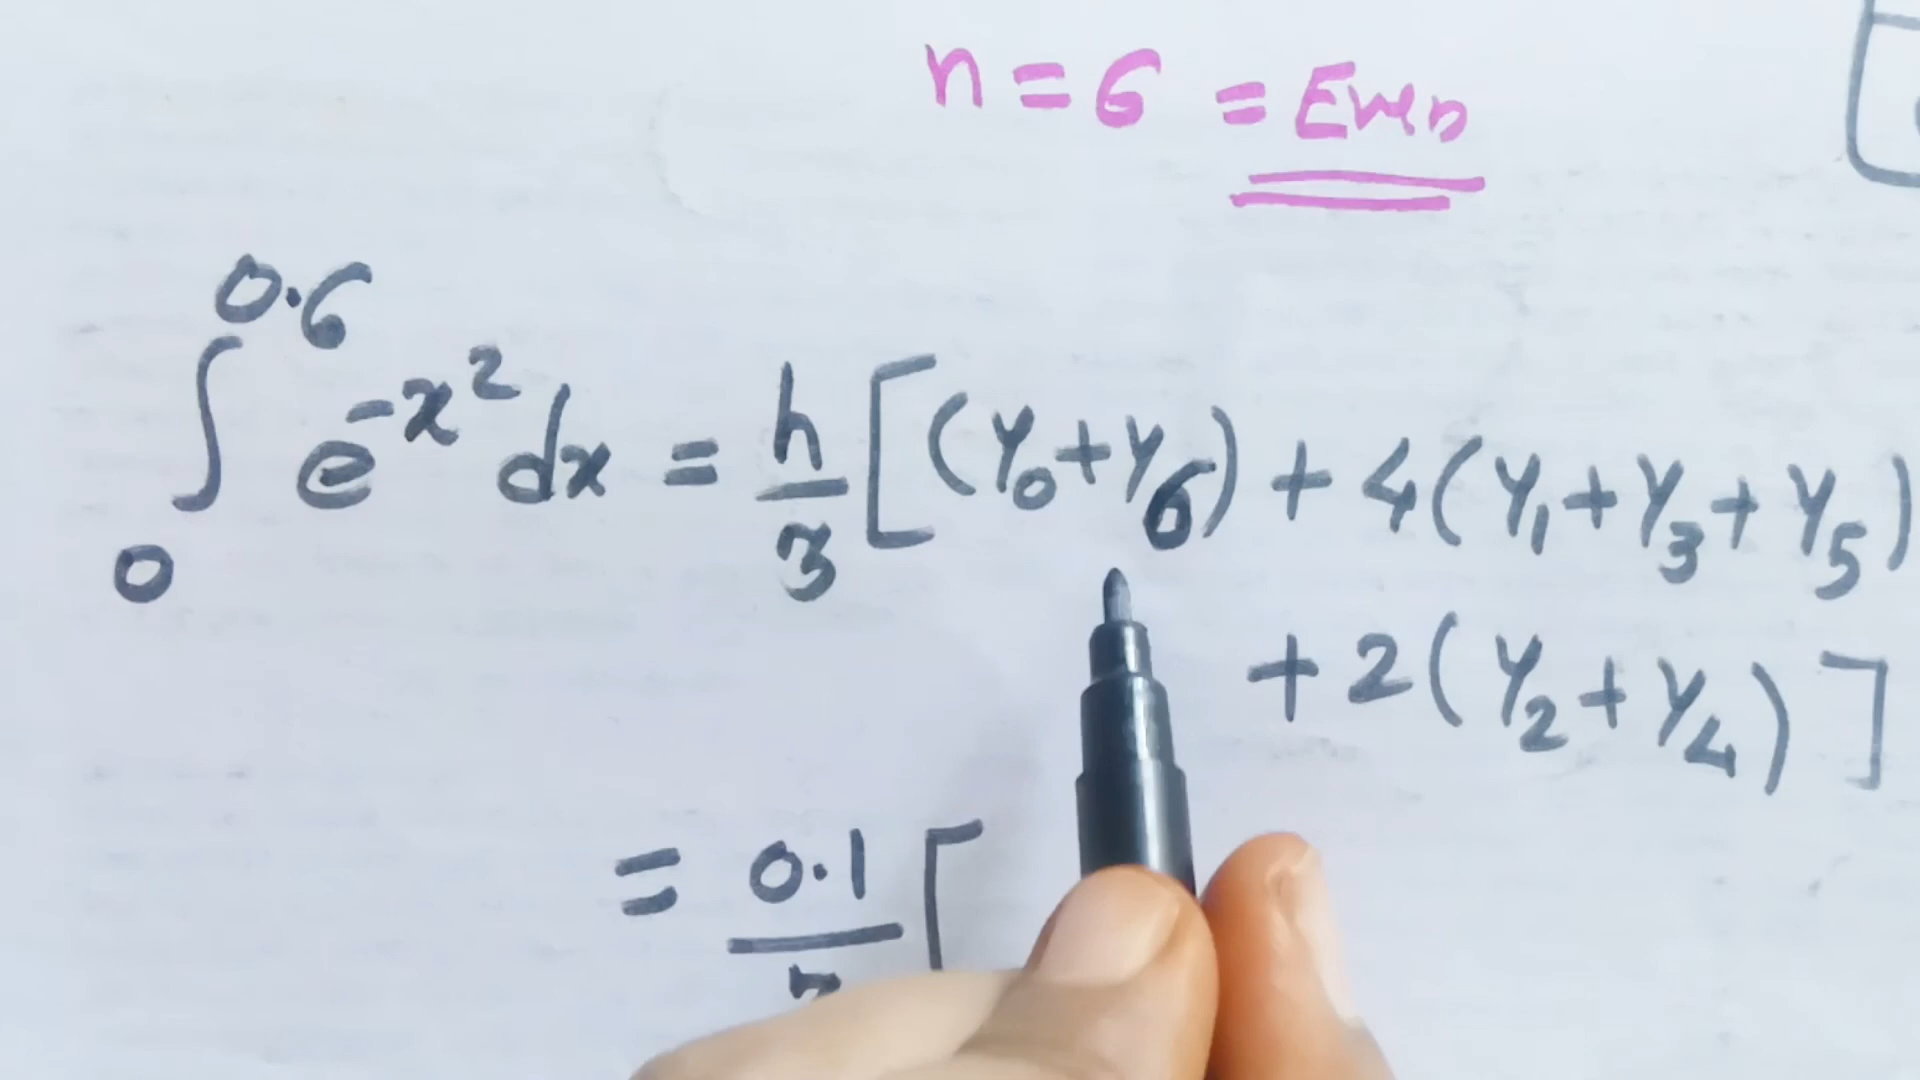 n = 6 = Even
∫₀^0.6 e^-x² dx = h/3 [(y₀+y₆) + 4(y₁+y₃+y₅)
+ 2(y₂+y₄)]
= 0.1/3 [